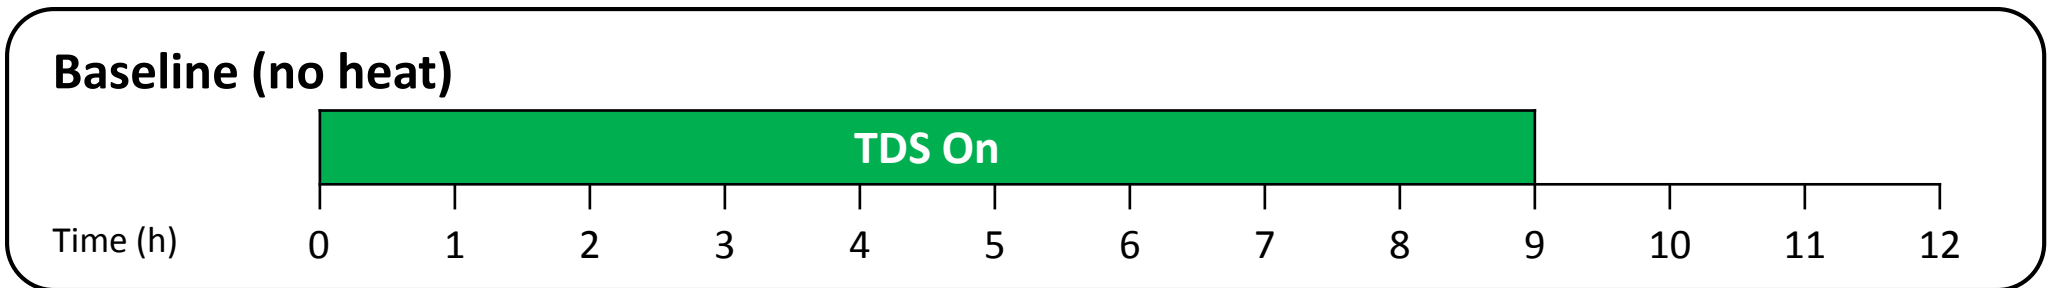 Baseline (no heat)
TDS On
Time (h) 0 1 2 3 4 5 6 7 8 9 10 11 12